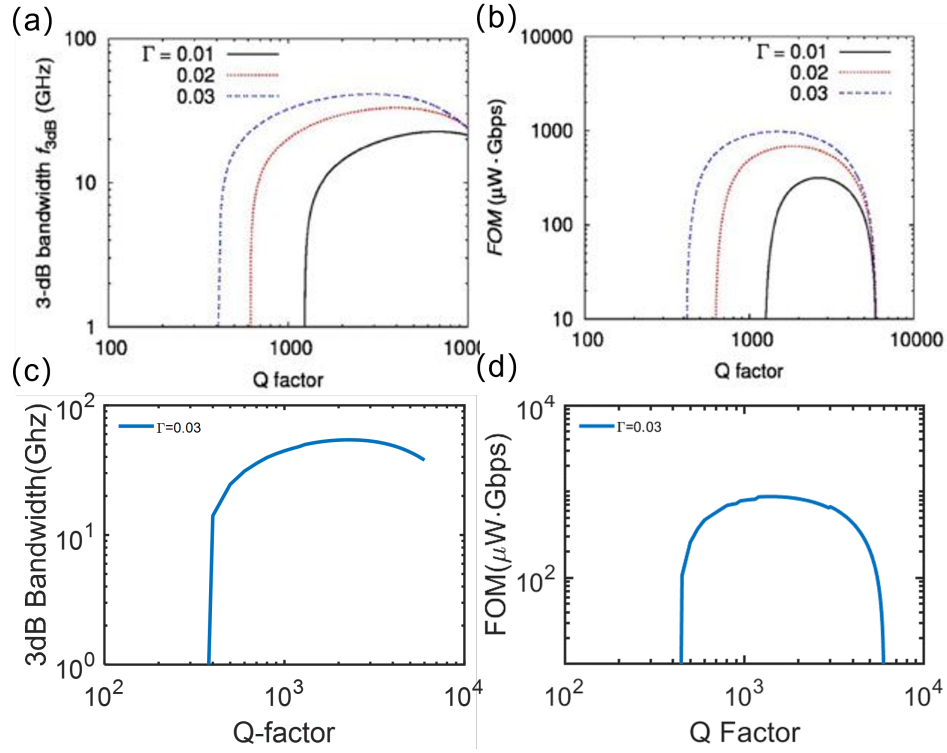 (a)
100
10
1
100
1000
1000
3-dB bandwidth f3dB (GHz)
Q factor
Γ = 0.01
0.02
0.03
(b)
10000
1000
100
10
100
1000
10000
FOM (μW · Gbps)
Q factor
Γ = 0.01
0.02
0.03
(c)
10²
10¹
10⁰
10²
10³
10⁴
3dB Bandwidth(Ghz)
Q-factor
Γ=0.03
(d)
10⁴
10²
10²
10³
10⁴
FOM(μW·Gbps)
Q Factor
Γ=0.03